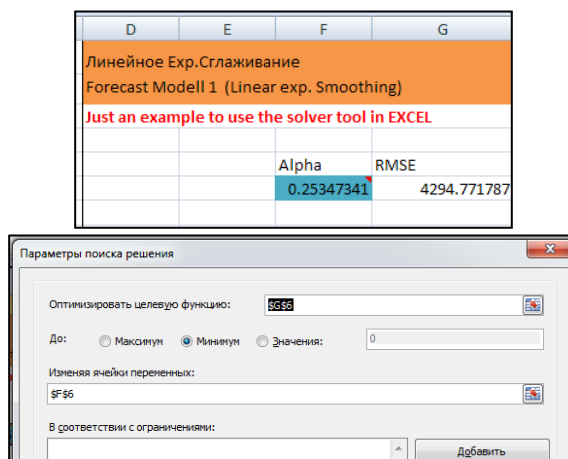 D E F G
Линейное Exp.Сглаживание
Forecast Modell 1 (Linear exp. Smoothing)
Just an example to use the solver tool in EXCEL
Alpha RMSE
0.25347341 4294.771787
Параметры поиска решения
Оптимизировать целевую функцию: $G$6
До: Максимум Минимум Значения: 0
Изменяя ячейки переменных:
$F$6
В соответствии с ограничениями:
Добавить